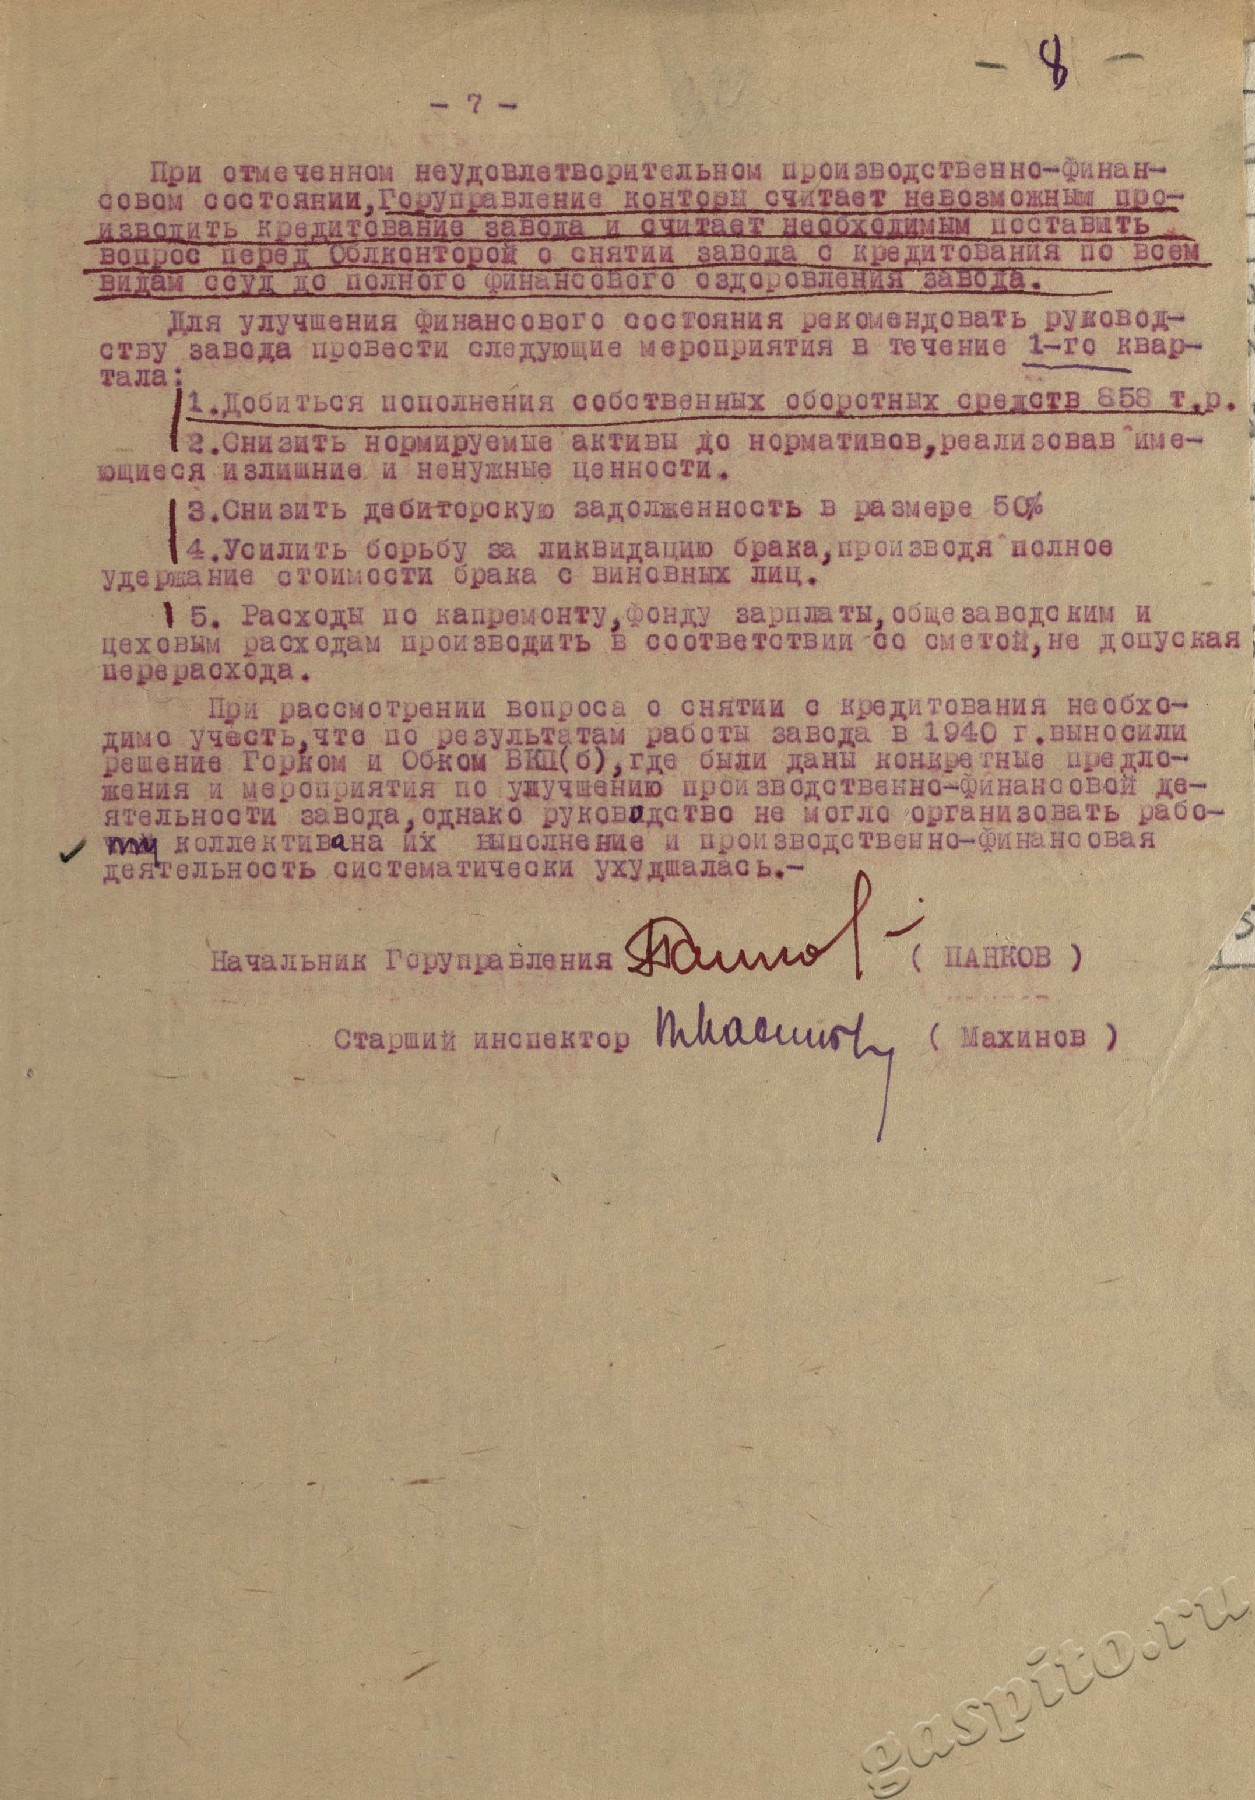 - 8 -
- 7 -
При отмеченном неудовлетворительном производственно-финан-
совом состоянии, Горуправление конторы считает невозможным про-
изводить кредитование завода и считает необходимым поставить
вопрос перед Облконторой о снятии завода с кредитования по всем
видам ссуд до полного финансового оздоровления завода.
Для улучшения финансового состояния рекомендовать руковод-
ству завода провести следующие мероприятия в течение 1-го квар-
тала:
1.Добиться пополнения собственных оборотных средств 858 т.р.
2.Снизить нормируемые активы до нормативов,реализовав име-
ющиеся излишние и ненужные ценности.
3.Снизить дебиторскую задолженность в размере 50%
4.Усилить борьбу за ликвидацию брака,производя полное
удержание стоимости брака с виновных лиц.
5. Расходы по капремонту,фонду зарплаты,общезаводским и
цеховым расходам производить в соответствии со сметой,не допуская
перерасхода.
При рассмотрении вопроса о снятии с кредитования необхо-
димо учесть,что по результатам работы завода в 1940 г.выносили
решение Горком и Обком ВКП(б),где были даны конкретные предло-
жения и мероприятия по улучшению производственно-финансовой де-
ятельности завода,однако руководство не могло организовать рабо-
ту коллектива на их выполнение и производственно-финансовая
деятельность систематически ухудшалась.-
Начальник Горуправления Панков ( ПАНКОВ )
Старший инспектор ( Махинов )
gaspito.ru